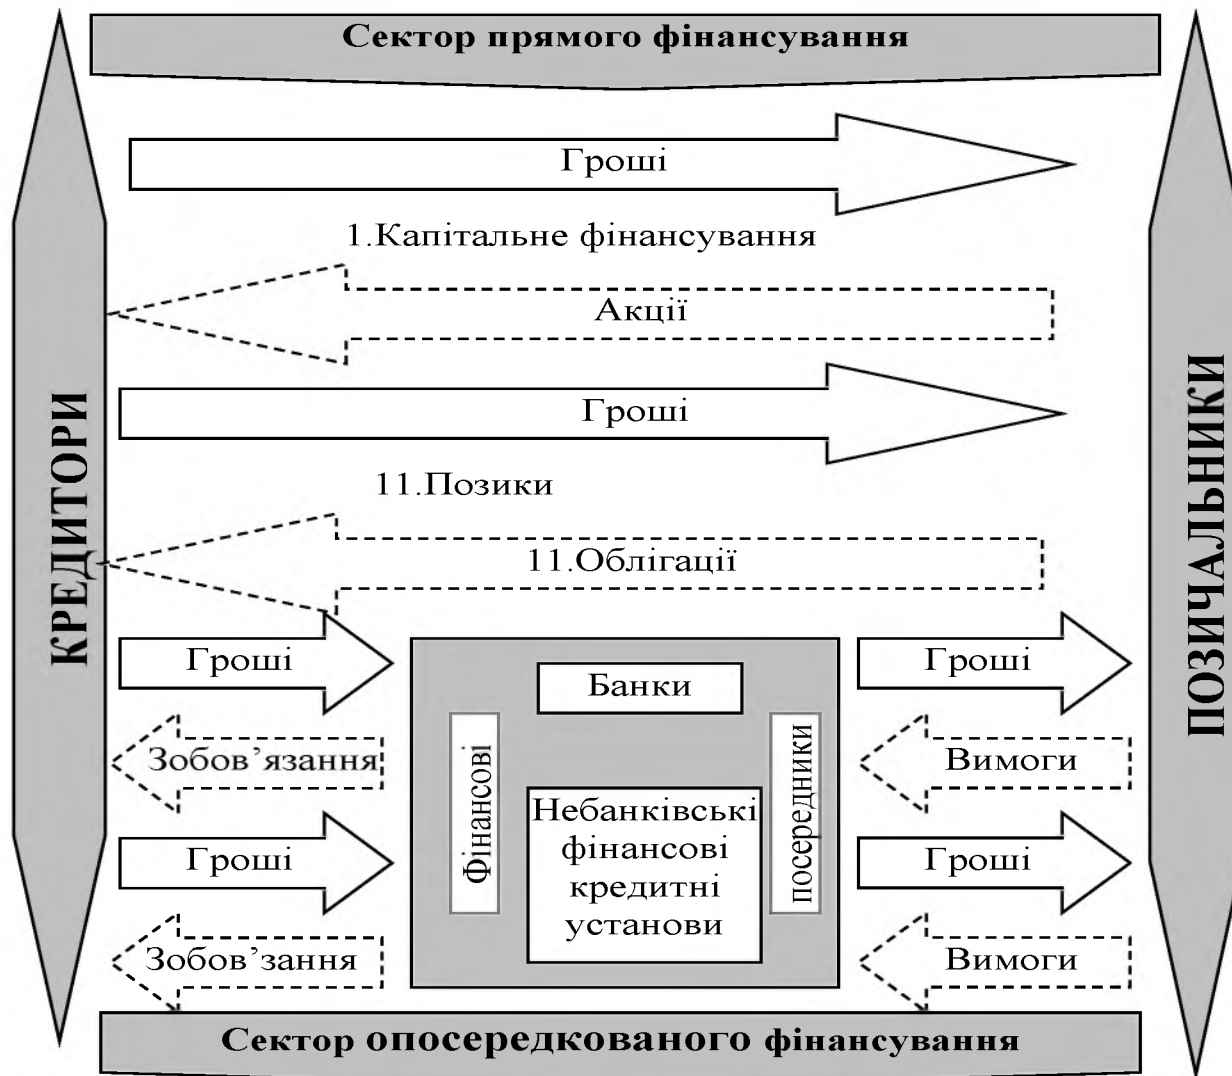 Сектор прямого фінансування
Гроші
1.Капітальне фінансування
Акції
Гроші
11.Позики
11.Облігації
КРЕДИТОРИ
ПОЗИЧАЛЬНИКИ
Гроші
Банки
Гроші
Зобов’язання
Фінансові
посередники
Вимоги
Небанківські
фінансові
кредитні
установи
Гроші
Гроші
Зобов’зання
Вимоги
Сектор опосередкованого фінансування